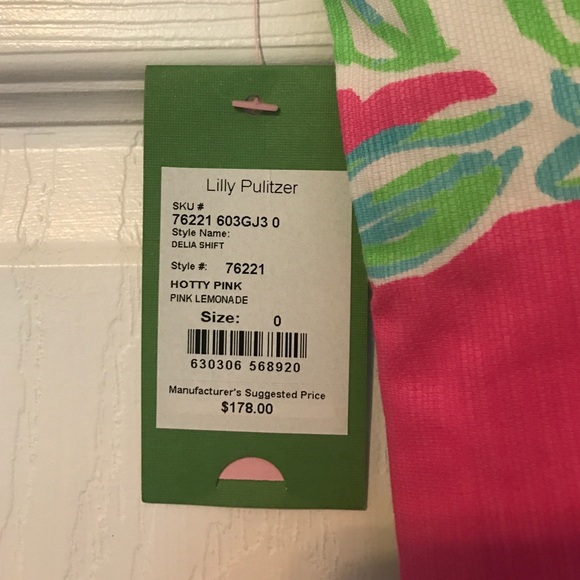 Lilly Pulitzer
SKU #
76221 603GJ3 0
Style Name:
DELIA SHIFT
Style #: 76221
HOTTY PINK
PINK LEMONADE
Size: 0
630306 568920
Manufacturer's Suggested Price
$178.00